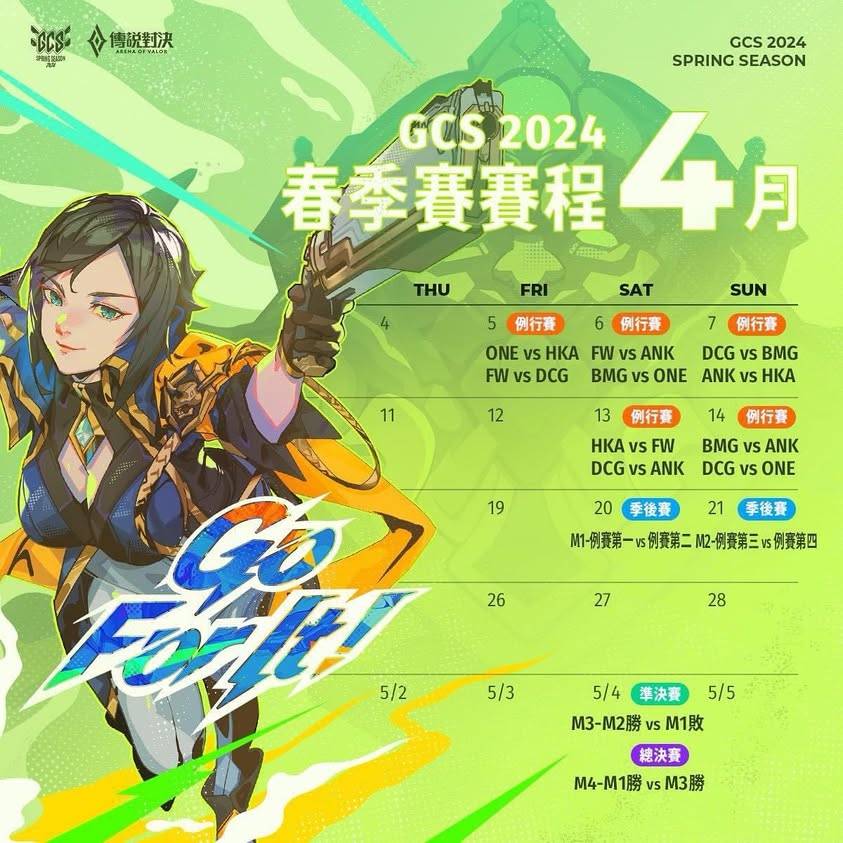 GCS
SPRING SEASON
2024
傳說對決
ARENA OF VALOR
GCS 2024
SPRING SEASON
GCS 2024
春季賽賽程4月
THU FRI SAT SUN
4 5 例行賽 6 例行賽 7 例行賽
ONE vs HKA FW vs ANK DCG vs BMG
FW vs DCG BMG vs ONE ANK vs HKA
11 12 13 例行賽 14 例行賽
HKA vs FW BMG vs ANK
DCG vs ANK DCG vs ONE
19 20 季後賽 21 季後賽
M1-例賽第一 vs 例賽第二 M2-例賽第三 vs 例賽第四
26 27 28
5/2 5/3 5/4 準決賽 5/5
M3-M2勝 vs M1敗
總決賽
M4-M1勝 vs M3勝
Go
For It!